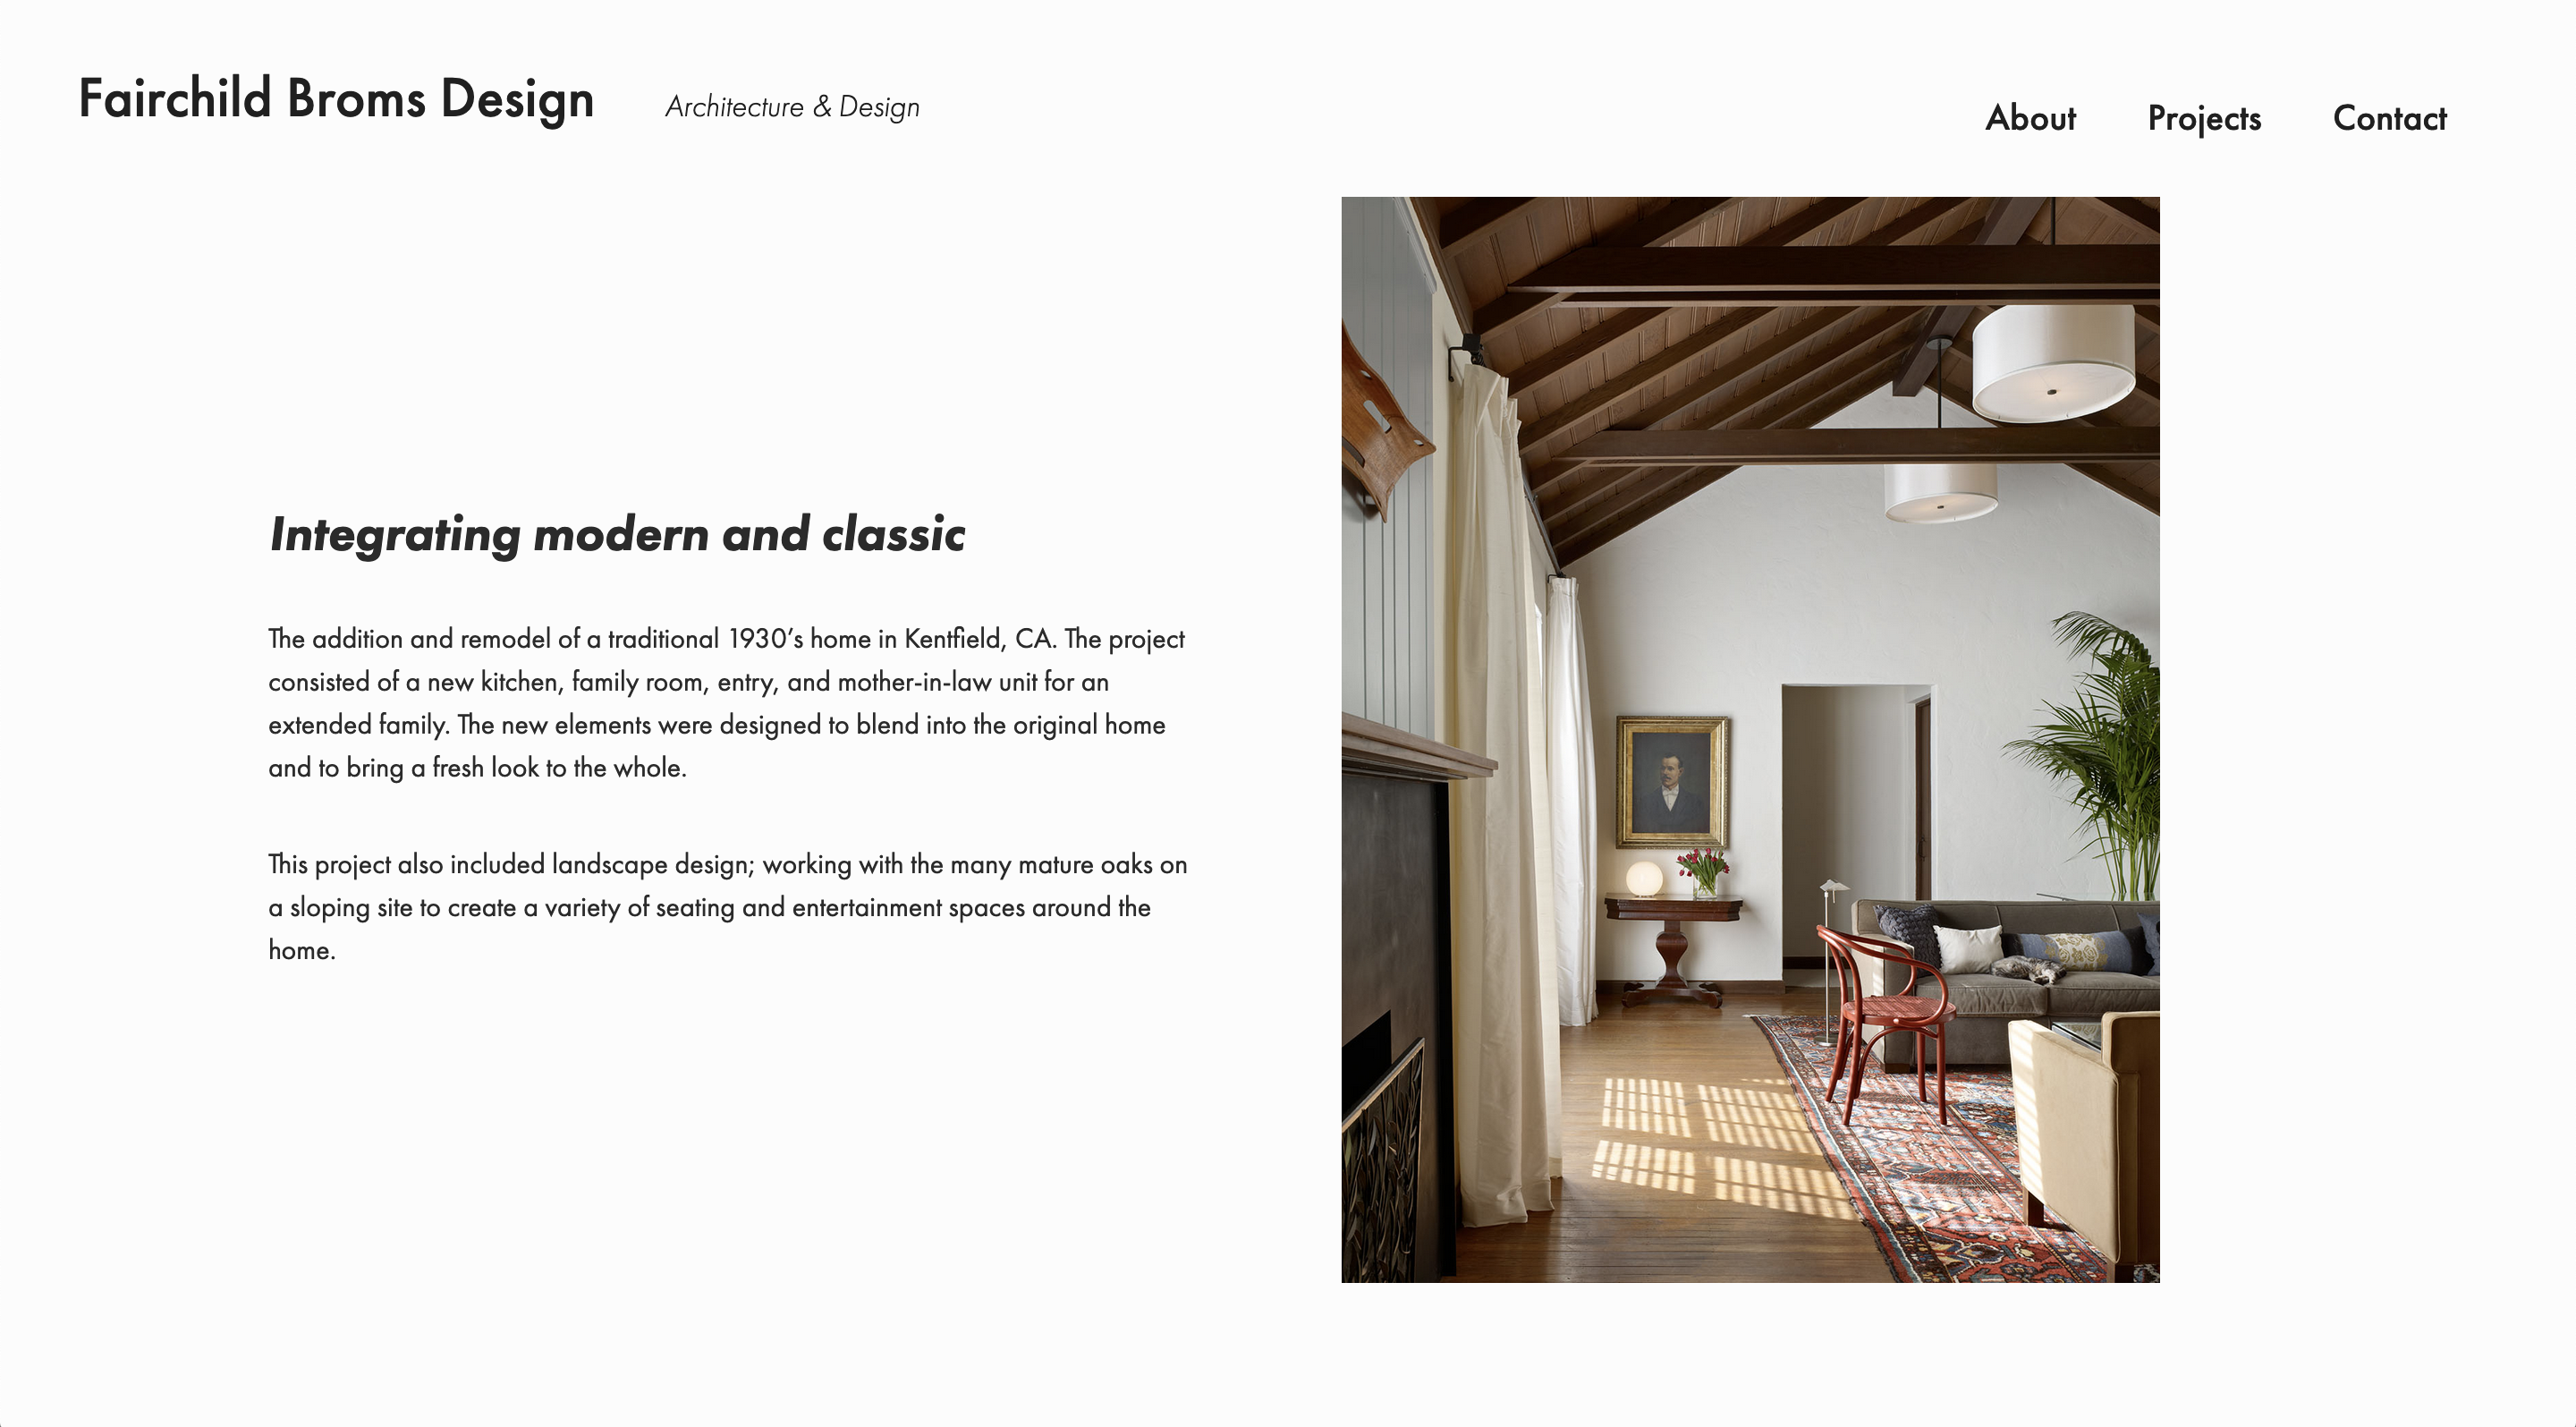 Fairchild Broms Design
Architecture & Design
About
Projects
Contact
Integrating modern and classic
The addition and remodel of a traditional 1930’s home in Kentfield, CA. The project
consisted of a new kitchen, family room, entry, and mother-in-law unit for an
extended family. The new elements were designed to blend into the original home
and to bring a fresh look to the whole.
This project also included landscape design; working with the many mature oaks on
a sloping site to create a variety of seating and entertainment spaces around the
home.